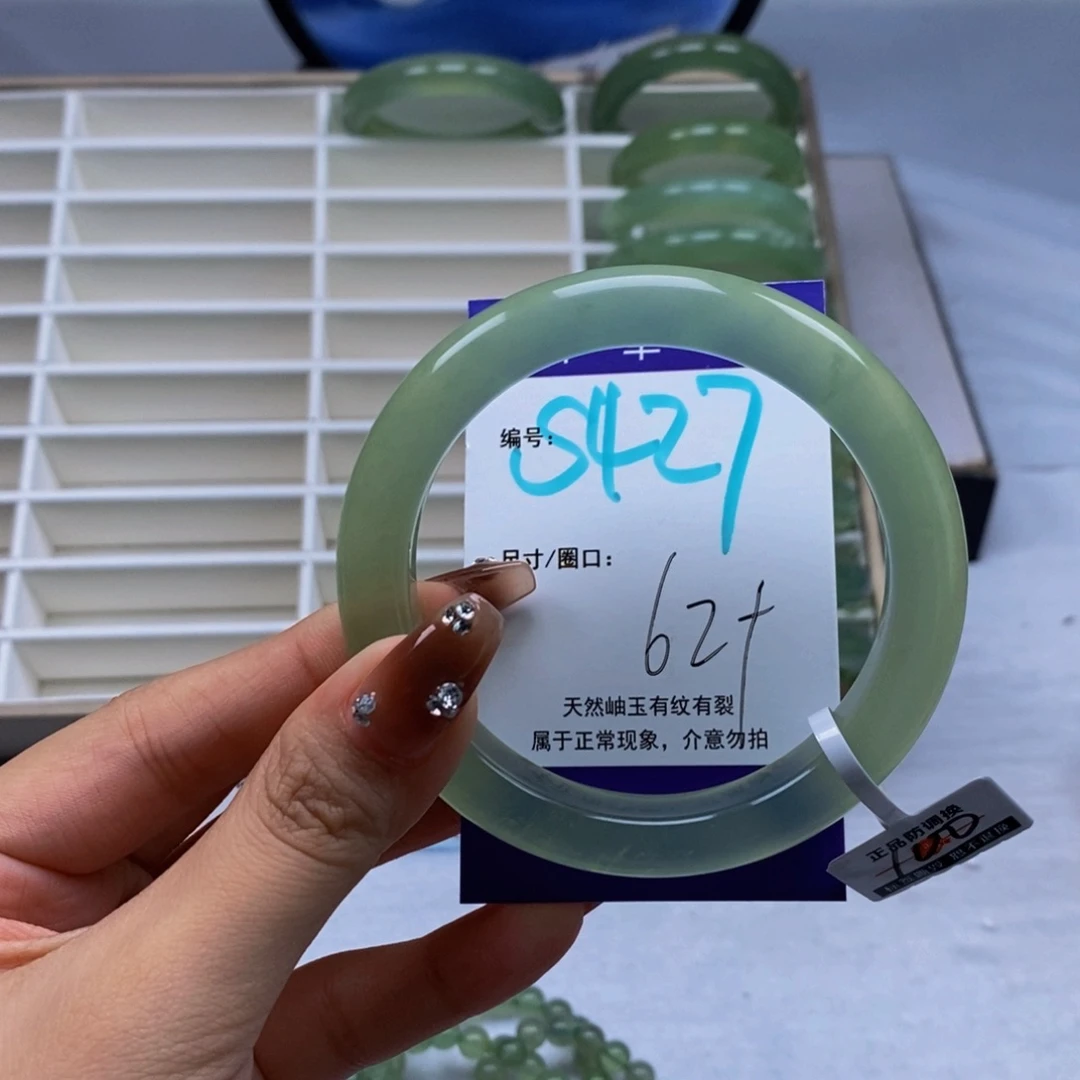 编号：S427
尺寸/圈口：
62+
天然岫玉有纹有裂
属于正常现象，介意勿拍
正品防调换